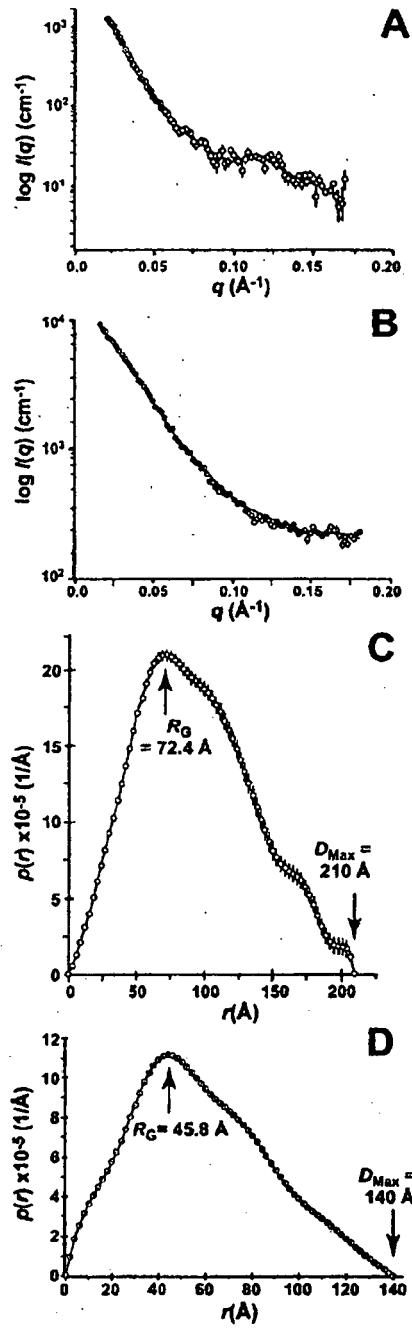 A
log I(q) (cm⁻¹)
10³
10²
10¹
0.0 0.05 0.10 0.15 0.20
q (Å⁻¹)
B
log I(q) (cm⁻¹)
10⁴
10³
10²
0.0 0.05 0.10 0.15 0.20
q (Å⁻¹)
C
p(r) x10⁻⁵ (1/Å)
20
15
10
5
0
R_G
= 72.4 Å
D_Max =
210 Å
0 50 100 150 200
r(Å)
D
p(r) x10⁻⁵ (1/Å)
12
10
8
6
4
2
0
R_G = 45.8 Å
D_Max =
140 Å
0 20 40 60 80 100 120 140
r(Å)